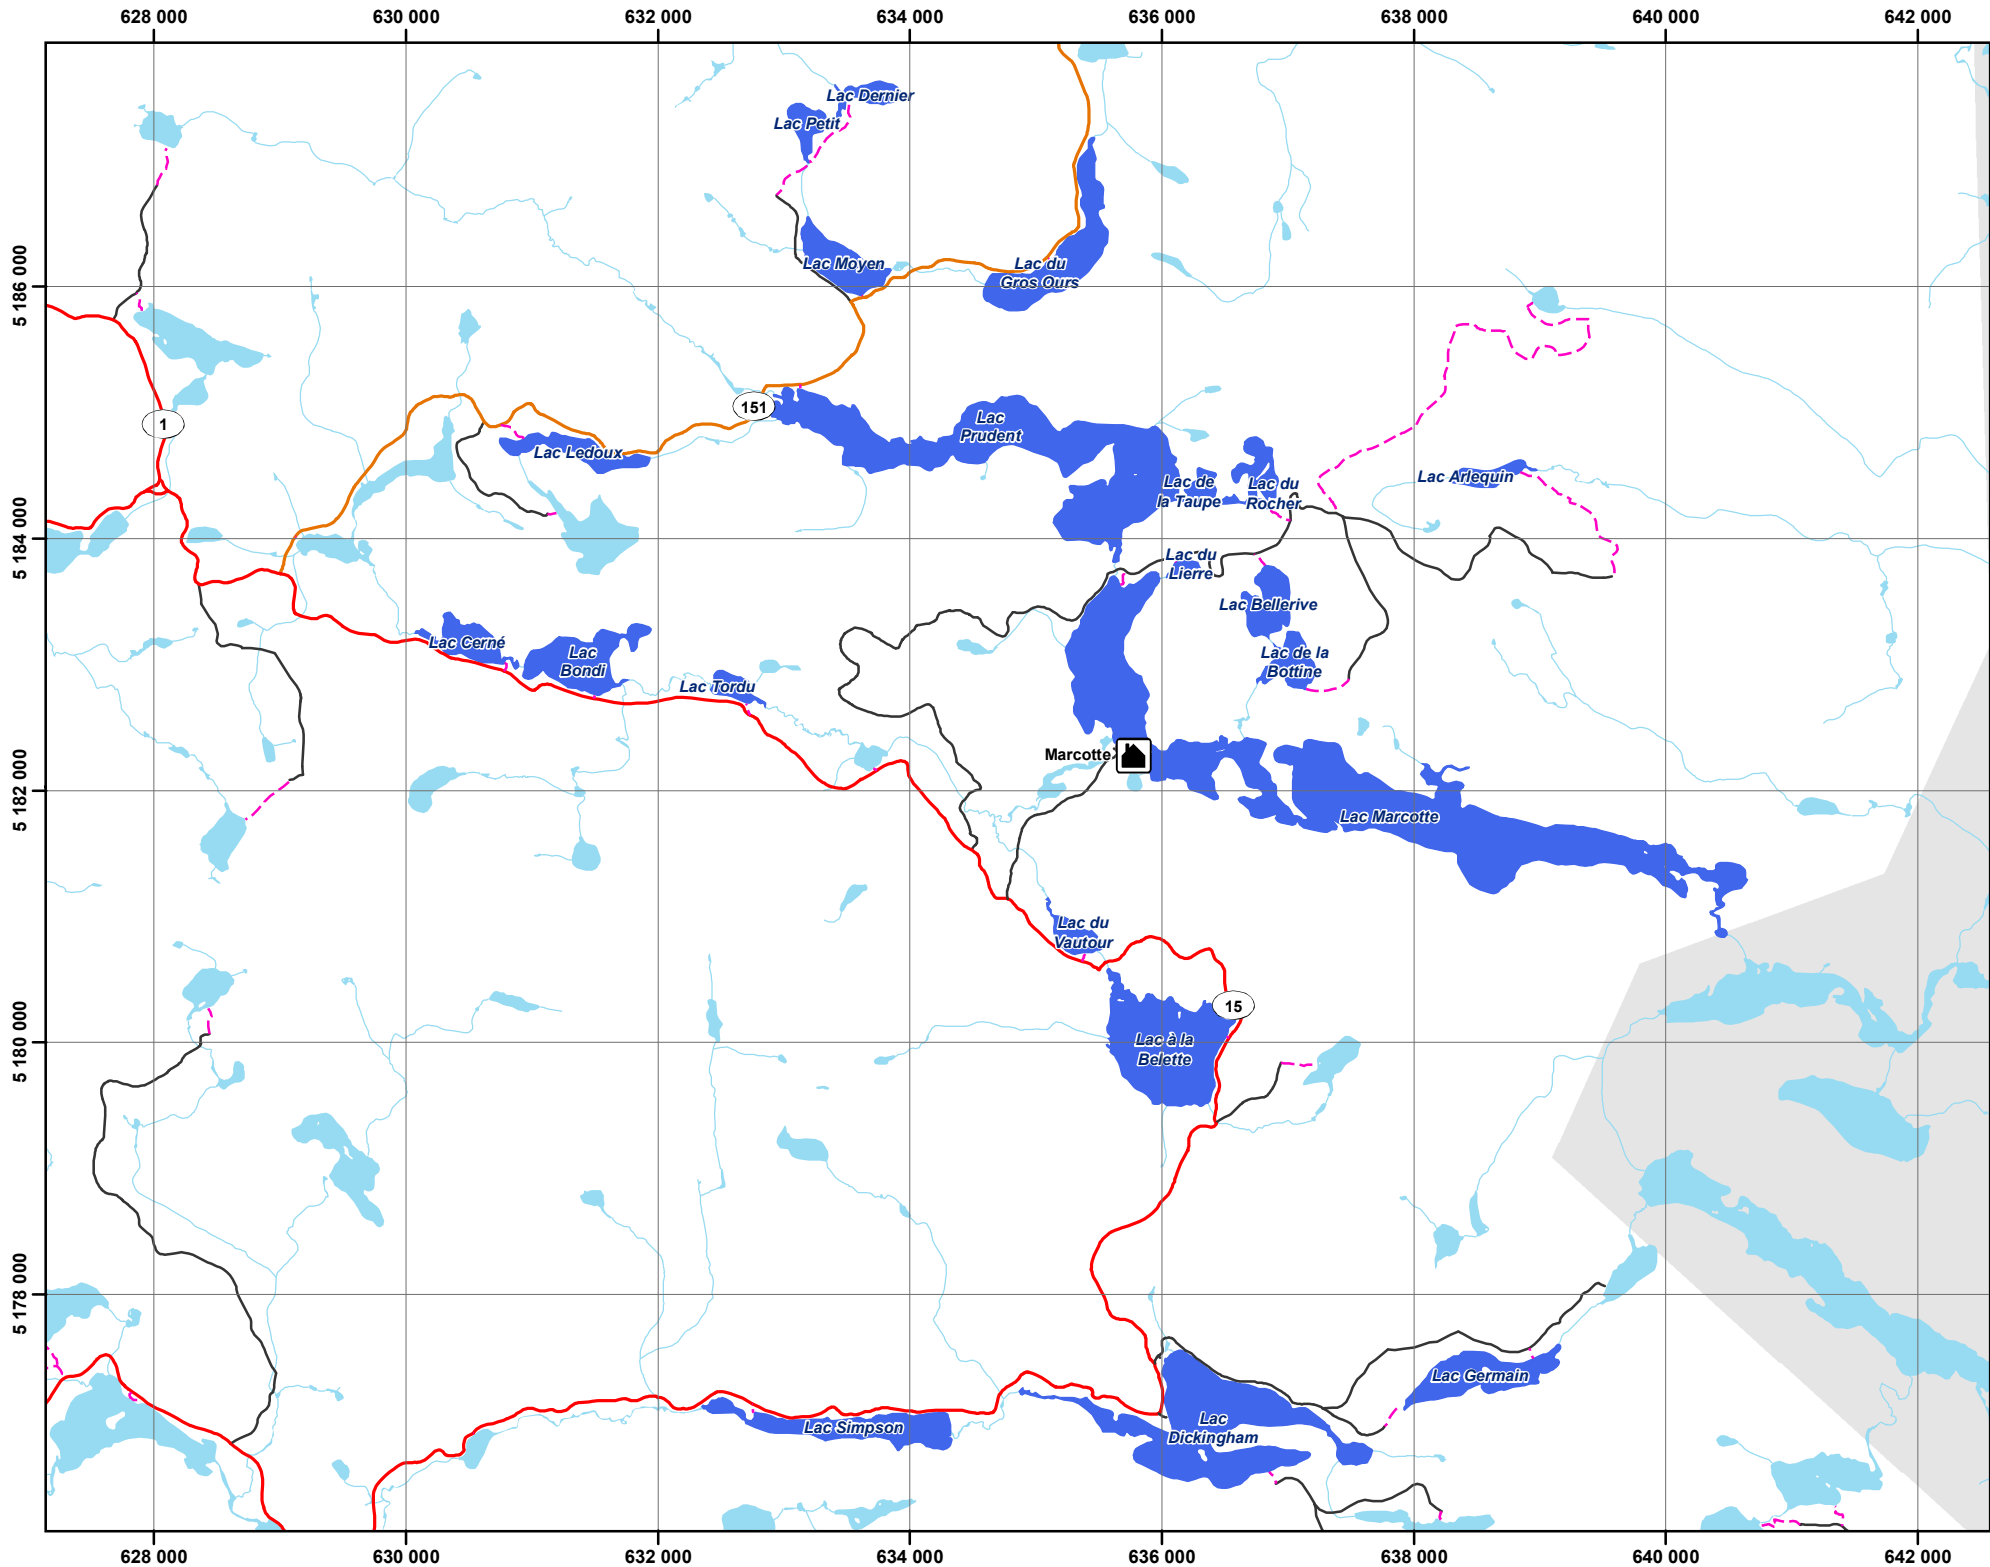 628 000 630 000 632 000 634 000 636 000 638 000 640 000 642 000
Lac Dernier
Lac Petit
5 186 000
Lac Moyen
Lac du
Gros Ours
151
1
Lac
Prudent
Lac Ledoux
Lac Arlequin
Lac de
la Taupe
Lac du
Rocher
5 184 000
Lac du
Lierre
Lac Bellerive
Lac Cerné
Lac
Bondi
Lac de la
Bottine
Lac Tordu
Marcotte
5 182 000
Lac Marcotte
Lac du
Vautour
15
5 180 000
Lac à la
Belette
5 178 000
Lac Germain
Lac Simpson
Lac
Dickingham
628 000 630 000 632 000 634 000 636 000 638 000 640 000 642 000